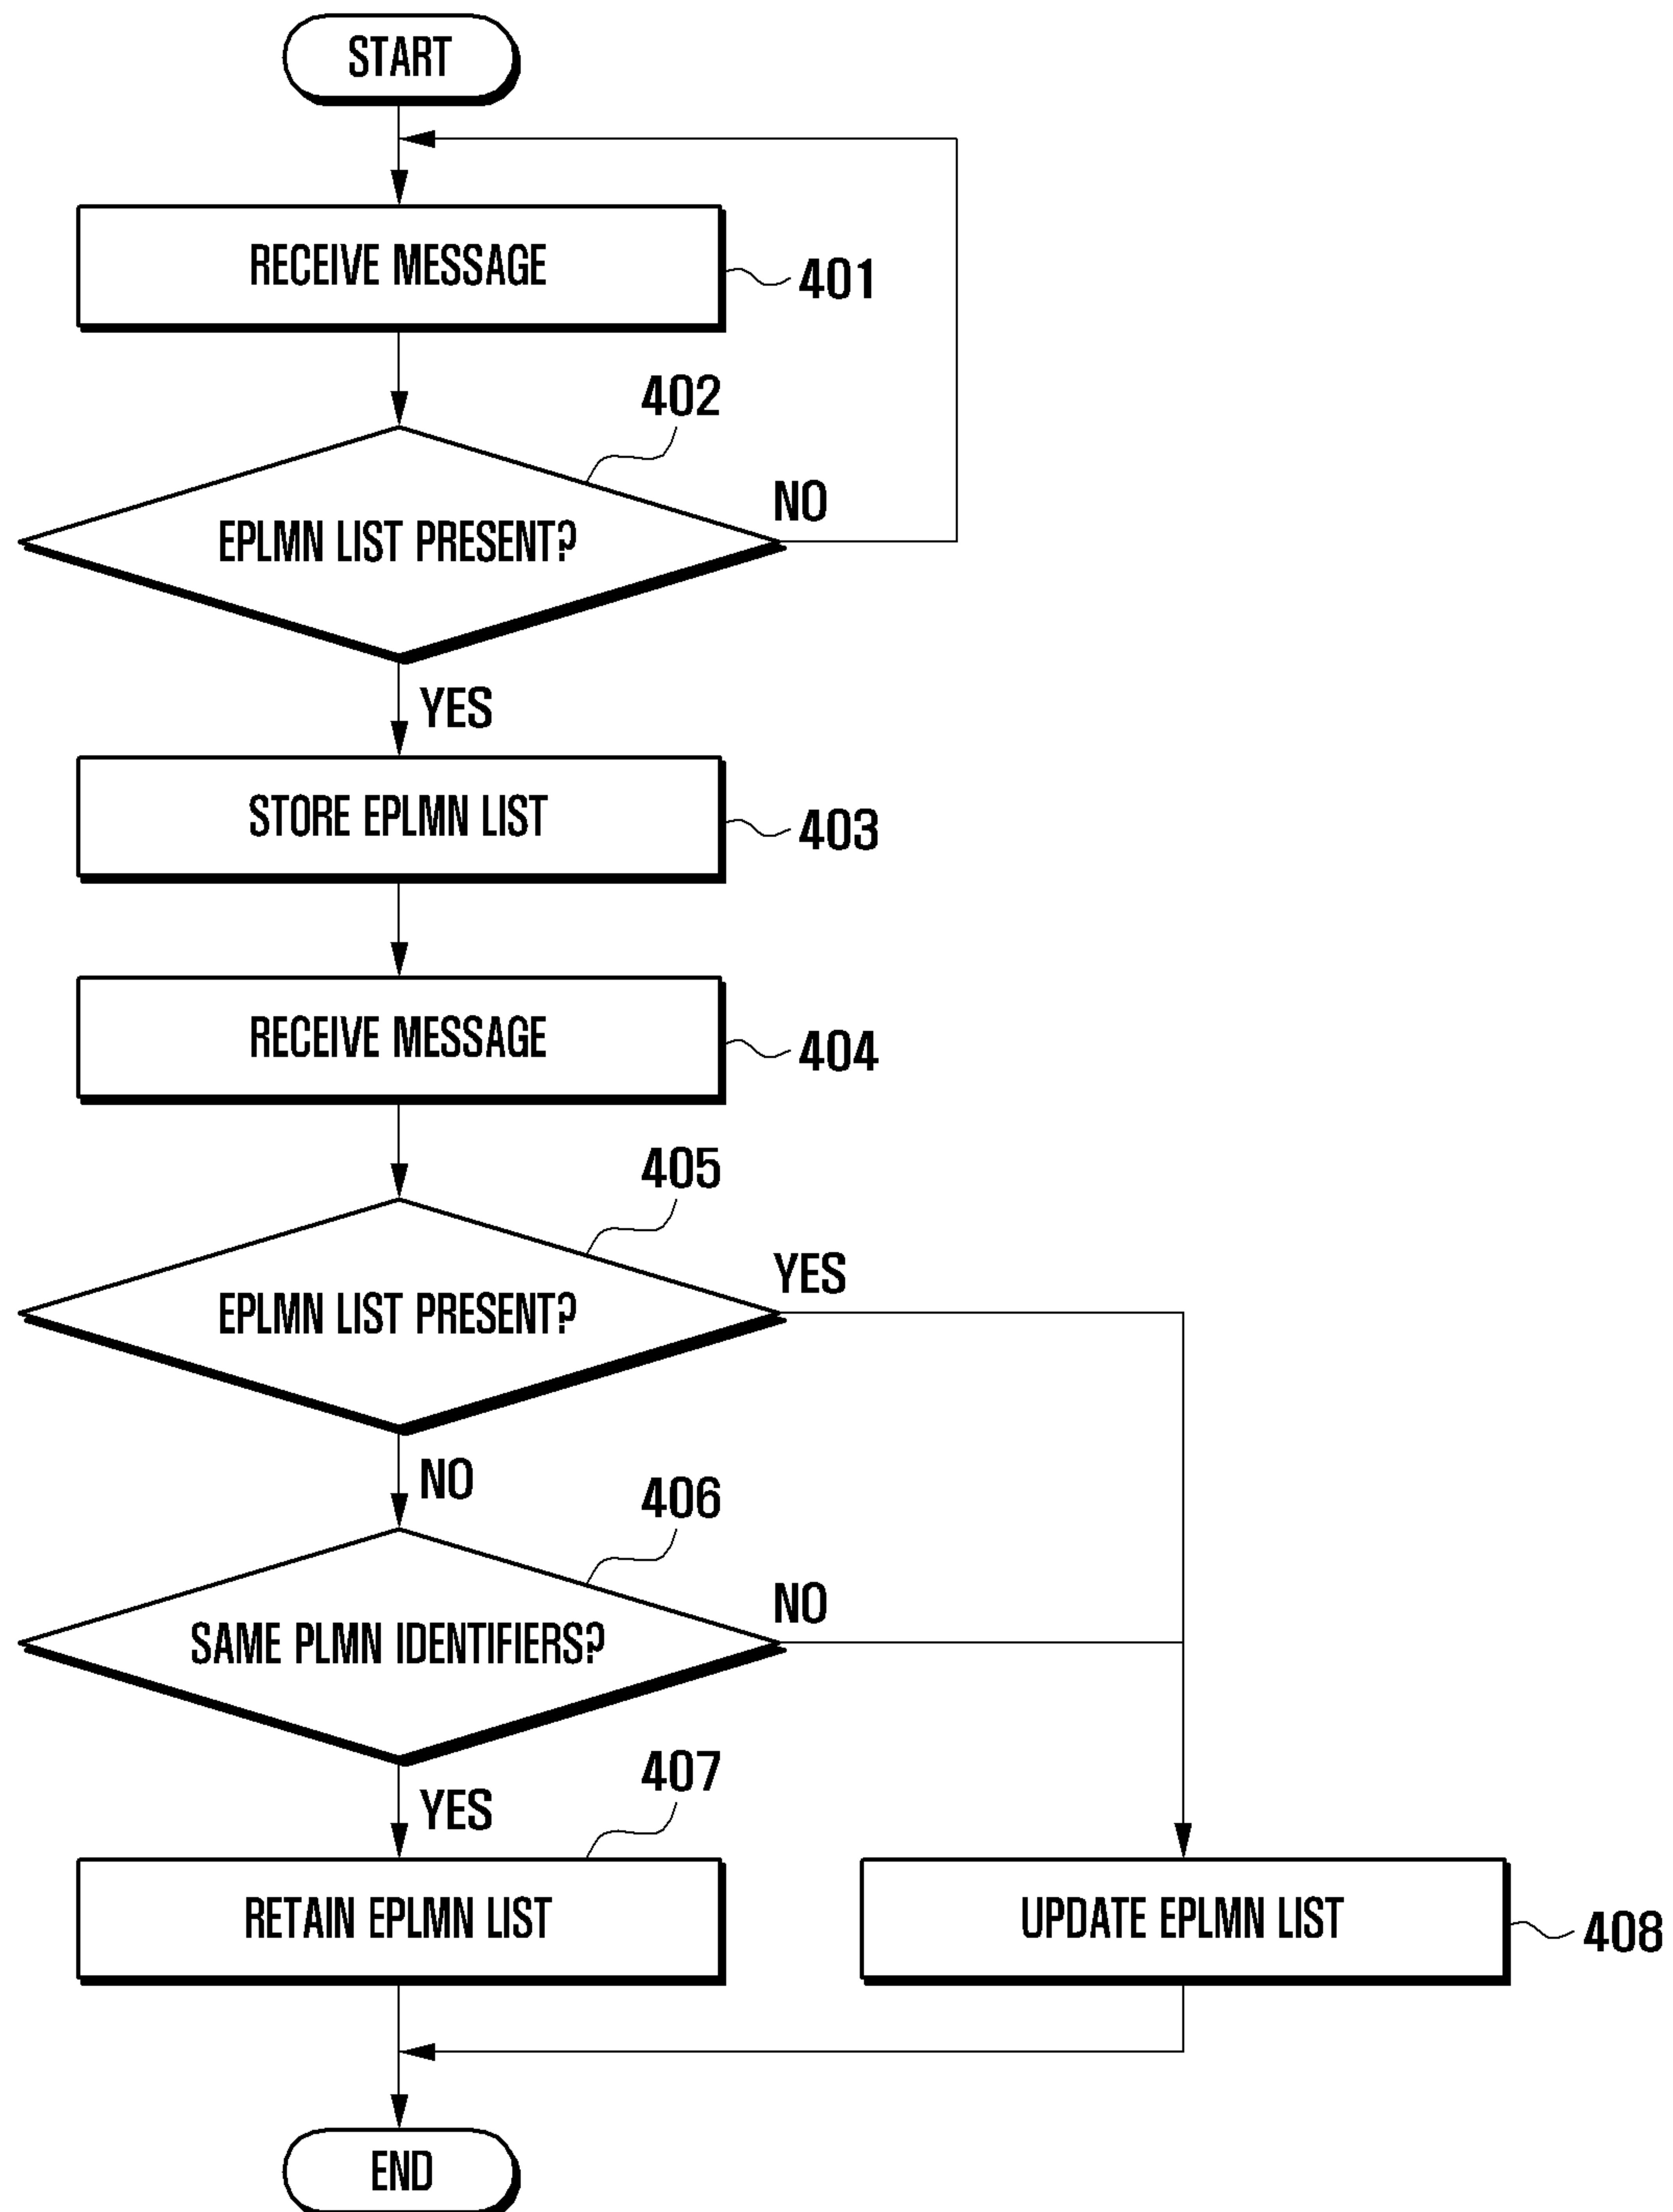 START
RECEIVE MESSAGE
401
402
EPLMN LIST PRESENT?
NO
YES
STORE EPLMN LIST
403
RECEIVE MESSAGE
404
405
EPLMN LIST PRESENT?
YES
NO
406
SAME PLMN IDENTIFIERS?
NO
YES
407
RETAIN EPLMN LIST
UPDATE EPLMN LIST
408
END